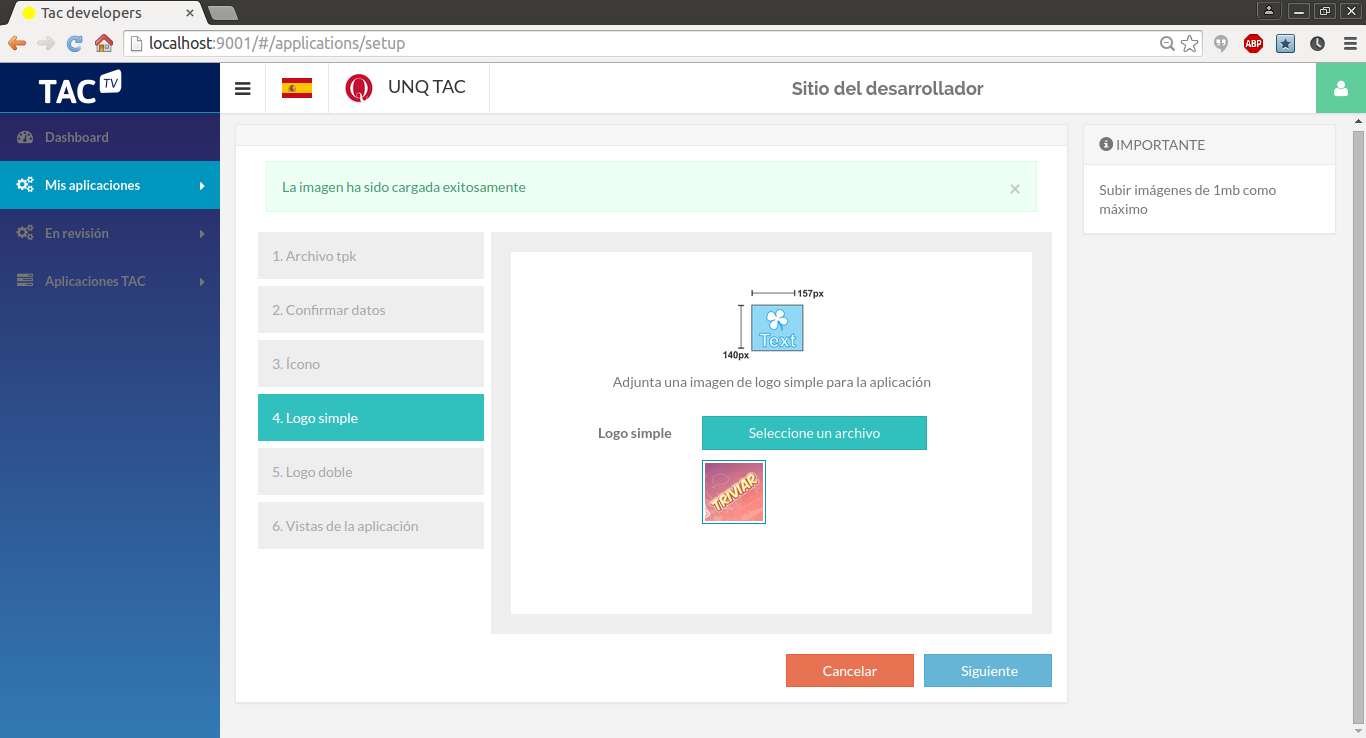 Tac developers
localhost:9001/#/applications/setup
ABP
TAC TV
UNQ TAC
Sitio del desarrollador
Dashboard
Mis aplicaciones
En revisión
Aplicaciones TAC
La imagen ha sido cargada exitosamente
×
1. Archivo tpk
2. Confirmar datos
3. Ícono
4. Logo simple
5. Logo doble
6. Vistas de la aplicación
157px
Text
140px
Adjunta una imagen de logo simple para la aplicación
Logo simple
Seleccione un archivo
TRIVIAR
Cancelar
Siguiente
IMPORTANTE
Subir imágenes de 1mb como
máximo